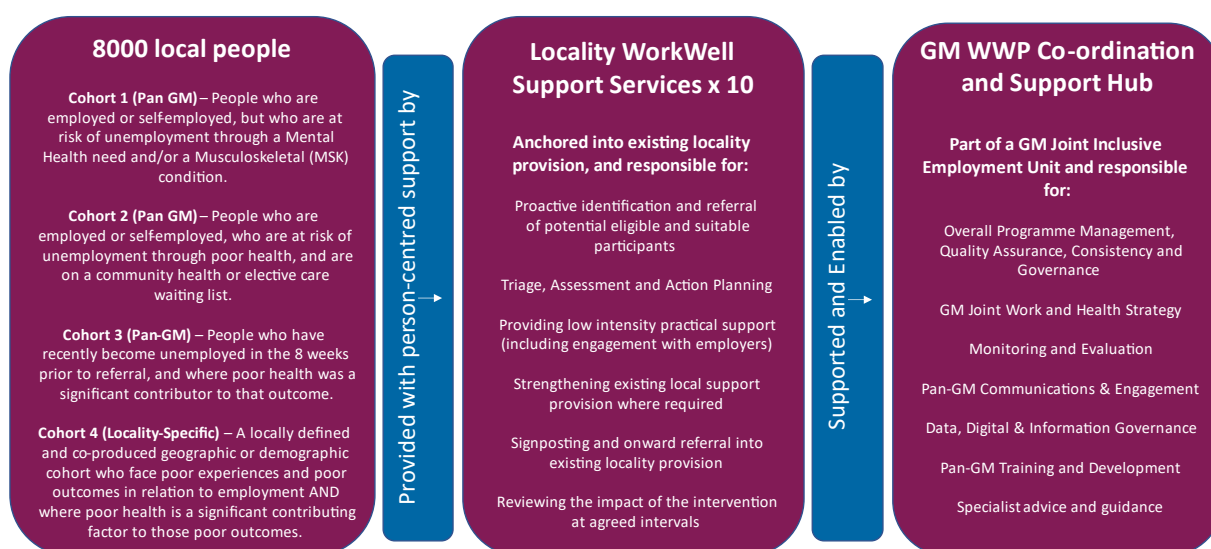 8000 local people
Cohort 1 (Pan GM) – People who are
employed or self-employed, but who are at
risk of unemployment through a Mental
Health need and/or a Musculoskeletal (MSK)
condition.
Cohort 2 (Pan GM) – People who are
employed or self-employed, who are at risk of
unemployment through poor health, and are
on a community health or elective care
waiting list.
Cohort 3 (Pan-GM) – People who have
recently become unemployed in the 8 weeks
prior to referral, and where poor health was a
significant contributor to that outcome.
Cohort 4 (Locality-Specific) – A locally defined
and co-produced geographic or demographic
cohort who face poor experiences and poor
outcomes in relation to employment AND
where poor health is a significant contributing
factor to those poor outcomes.
Provided with person-centred support by
Locality WorkWell
Support Services x 10
Anchored into existing locality
provision, and responsible for:
Proactive identification and referral
of potential eligible and suitable
participants
Triage, Assessment and Action Planning
Providing low intensity practical support
(including engagement with employers)
Strengthening existing local support
provision where required
Signposting and onward referral into
existing locality provision
Reviewing the impact of the intervention
at agreed intervals
Supported and Enabled by
GM WWP Co-ordination
and Support Hub
Part of a GM Joint Inclusive
Employment Unit and responsible
for:
Overall Programme Management,
Quality Assurance, Consistency and
Governance
GM Joint Work and Health Strategy
Monitoring and Evaluation
Pan-GM Communications & Engagement
Data, Digital & Information Governance
Pan-GM Training and Development
Specialist advice and guidance